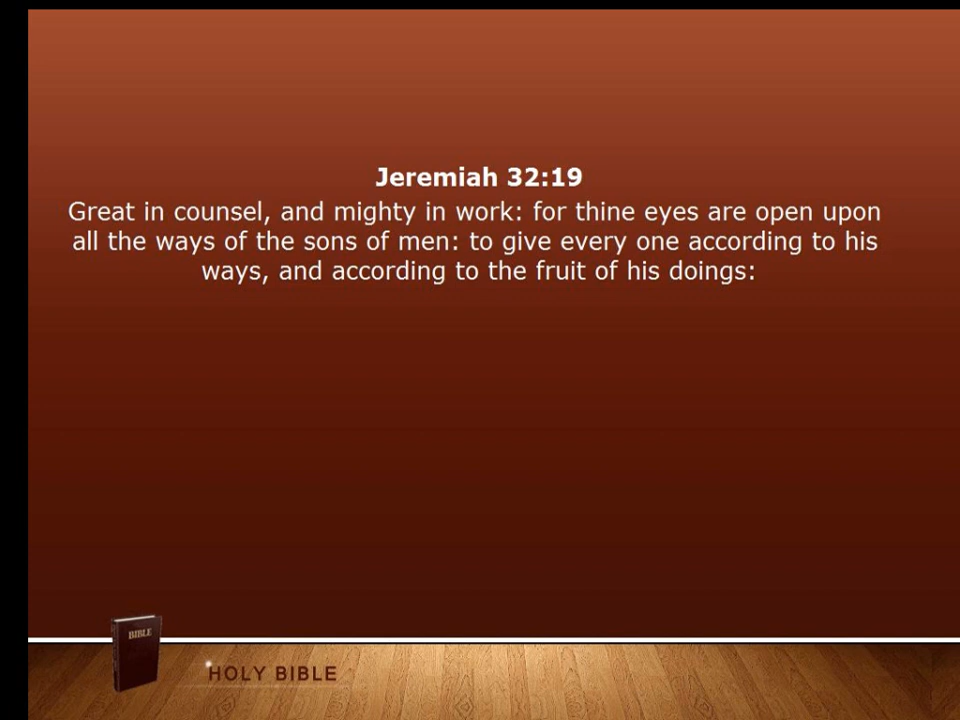 Jeremiah 32:19
Great in counsel, and mighty in work: for thine eyes are open upon
all the ways of the sons of men: to give every one according to his
ways, and according to the fruit of his doings:
BIBLE
HOLY BIBLE